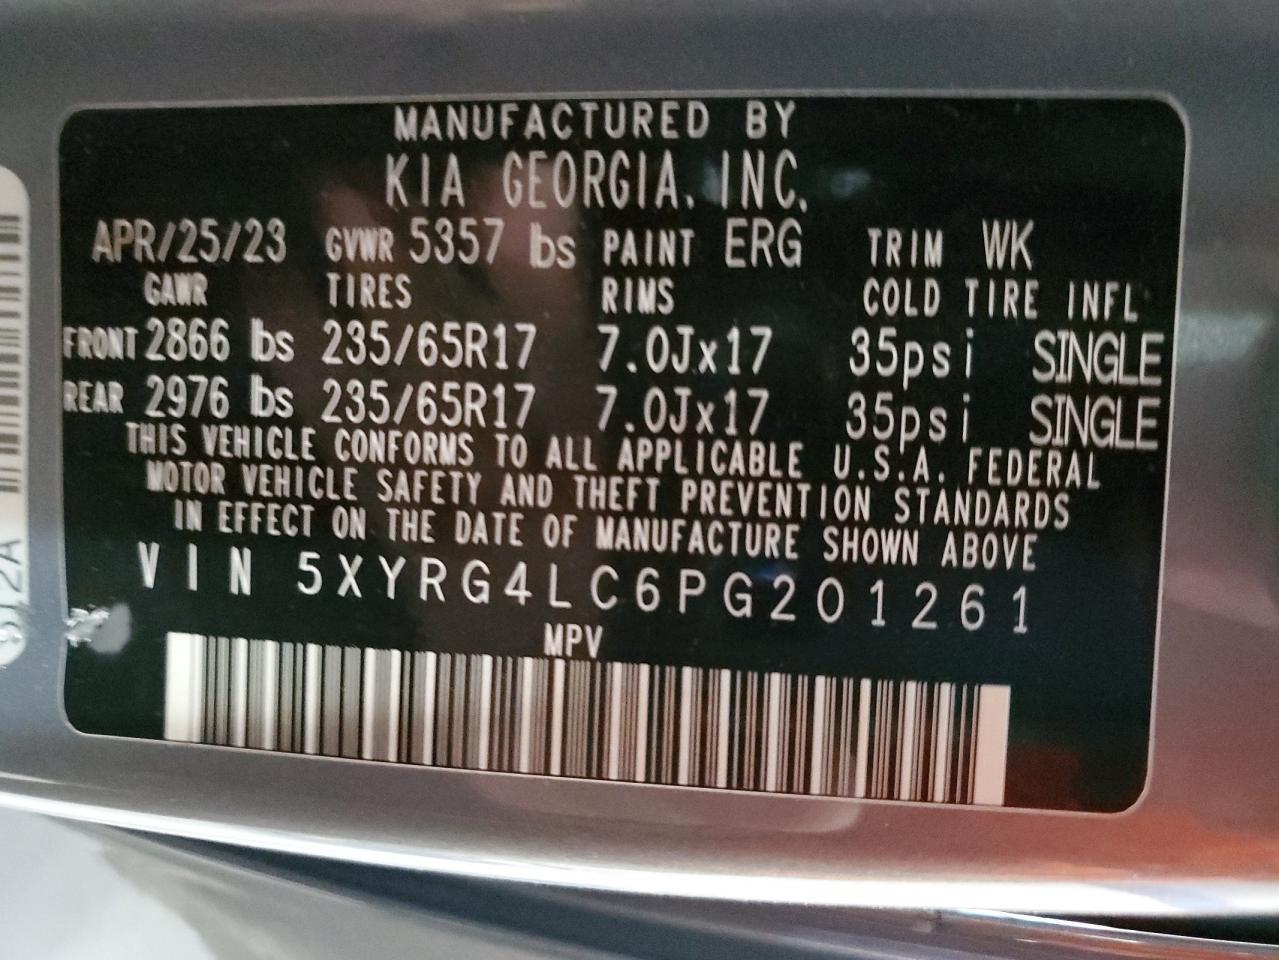 MANUFACTURED BY
KIA GEORGIA, INC.
APR/25/23 GVWR 5357 lbs PAINT ERG TRIM WK
GAWR TIRES RIMS COLD TIRE INFL
FRONT 2866 lbs 235/65R17 7.0Jx17 35psi SINGLE
REAR 2976 lbs 235/65R17 7.0Jx17 35psi SINGLE
THIS VEHICLE CONFORMS TO ALL APPLICABLE U.S.A. FEDERAL
MOTOR VEHICLE SAFETY AND THEFT PREVENTION STANDARDS
IN EFFECT ON THE DATE OF MANUFACTURE SHOWN ABOVE
VIN 5XYRG4LC6PG201261
MPV